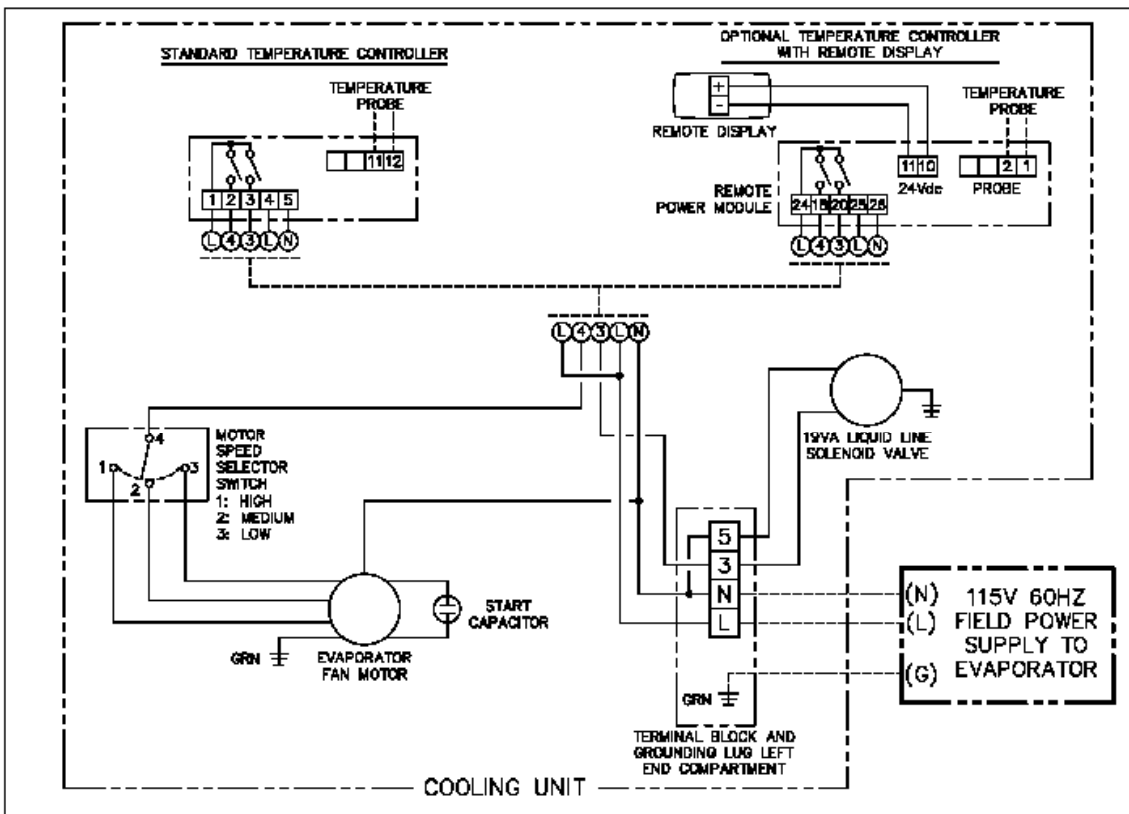 STANDARD TEMPERATURE CONTROLLER
TEMPERATURE
PROBE
11 12
1 2 3 4 5
L 4 3 L N
OPTIONAL TEMPERATURE CONTROLLER
WITH REMOTE DISPLAY
+
-
REMOTE DISPLAY
TEMPERATURE
PROBE
11 10
24Vdc
2 1
PROBE
REMOTE
POWER MODULE
24 18 20 25 26
L 4 3 L N
L 4 3 L N
4
1
2
3
MOTOR
SPEED
SELECTOR
SWITCH
1: HIGH
2: MEDIUM
3: LOW
19VA LIQUID LINE
SOLENOID VALVE
GRN
EVAPORATOR
FAN MOTOR
START
CAPACITOR
5
3
N
L
GRN
TERMINAL BLOCK AND
GROUNDING LUG LEFT
END COMPARTMENT
(N)
(L)
(G)
115V 60HZ
FIELD POWER
SUPPLY TO
EVAPORATOR
COOLING UNIT